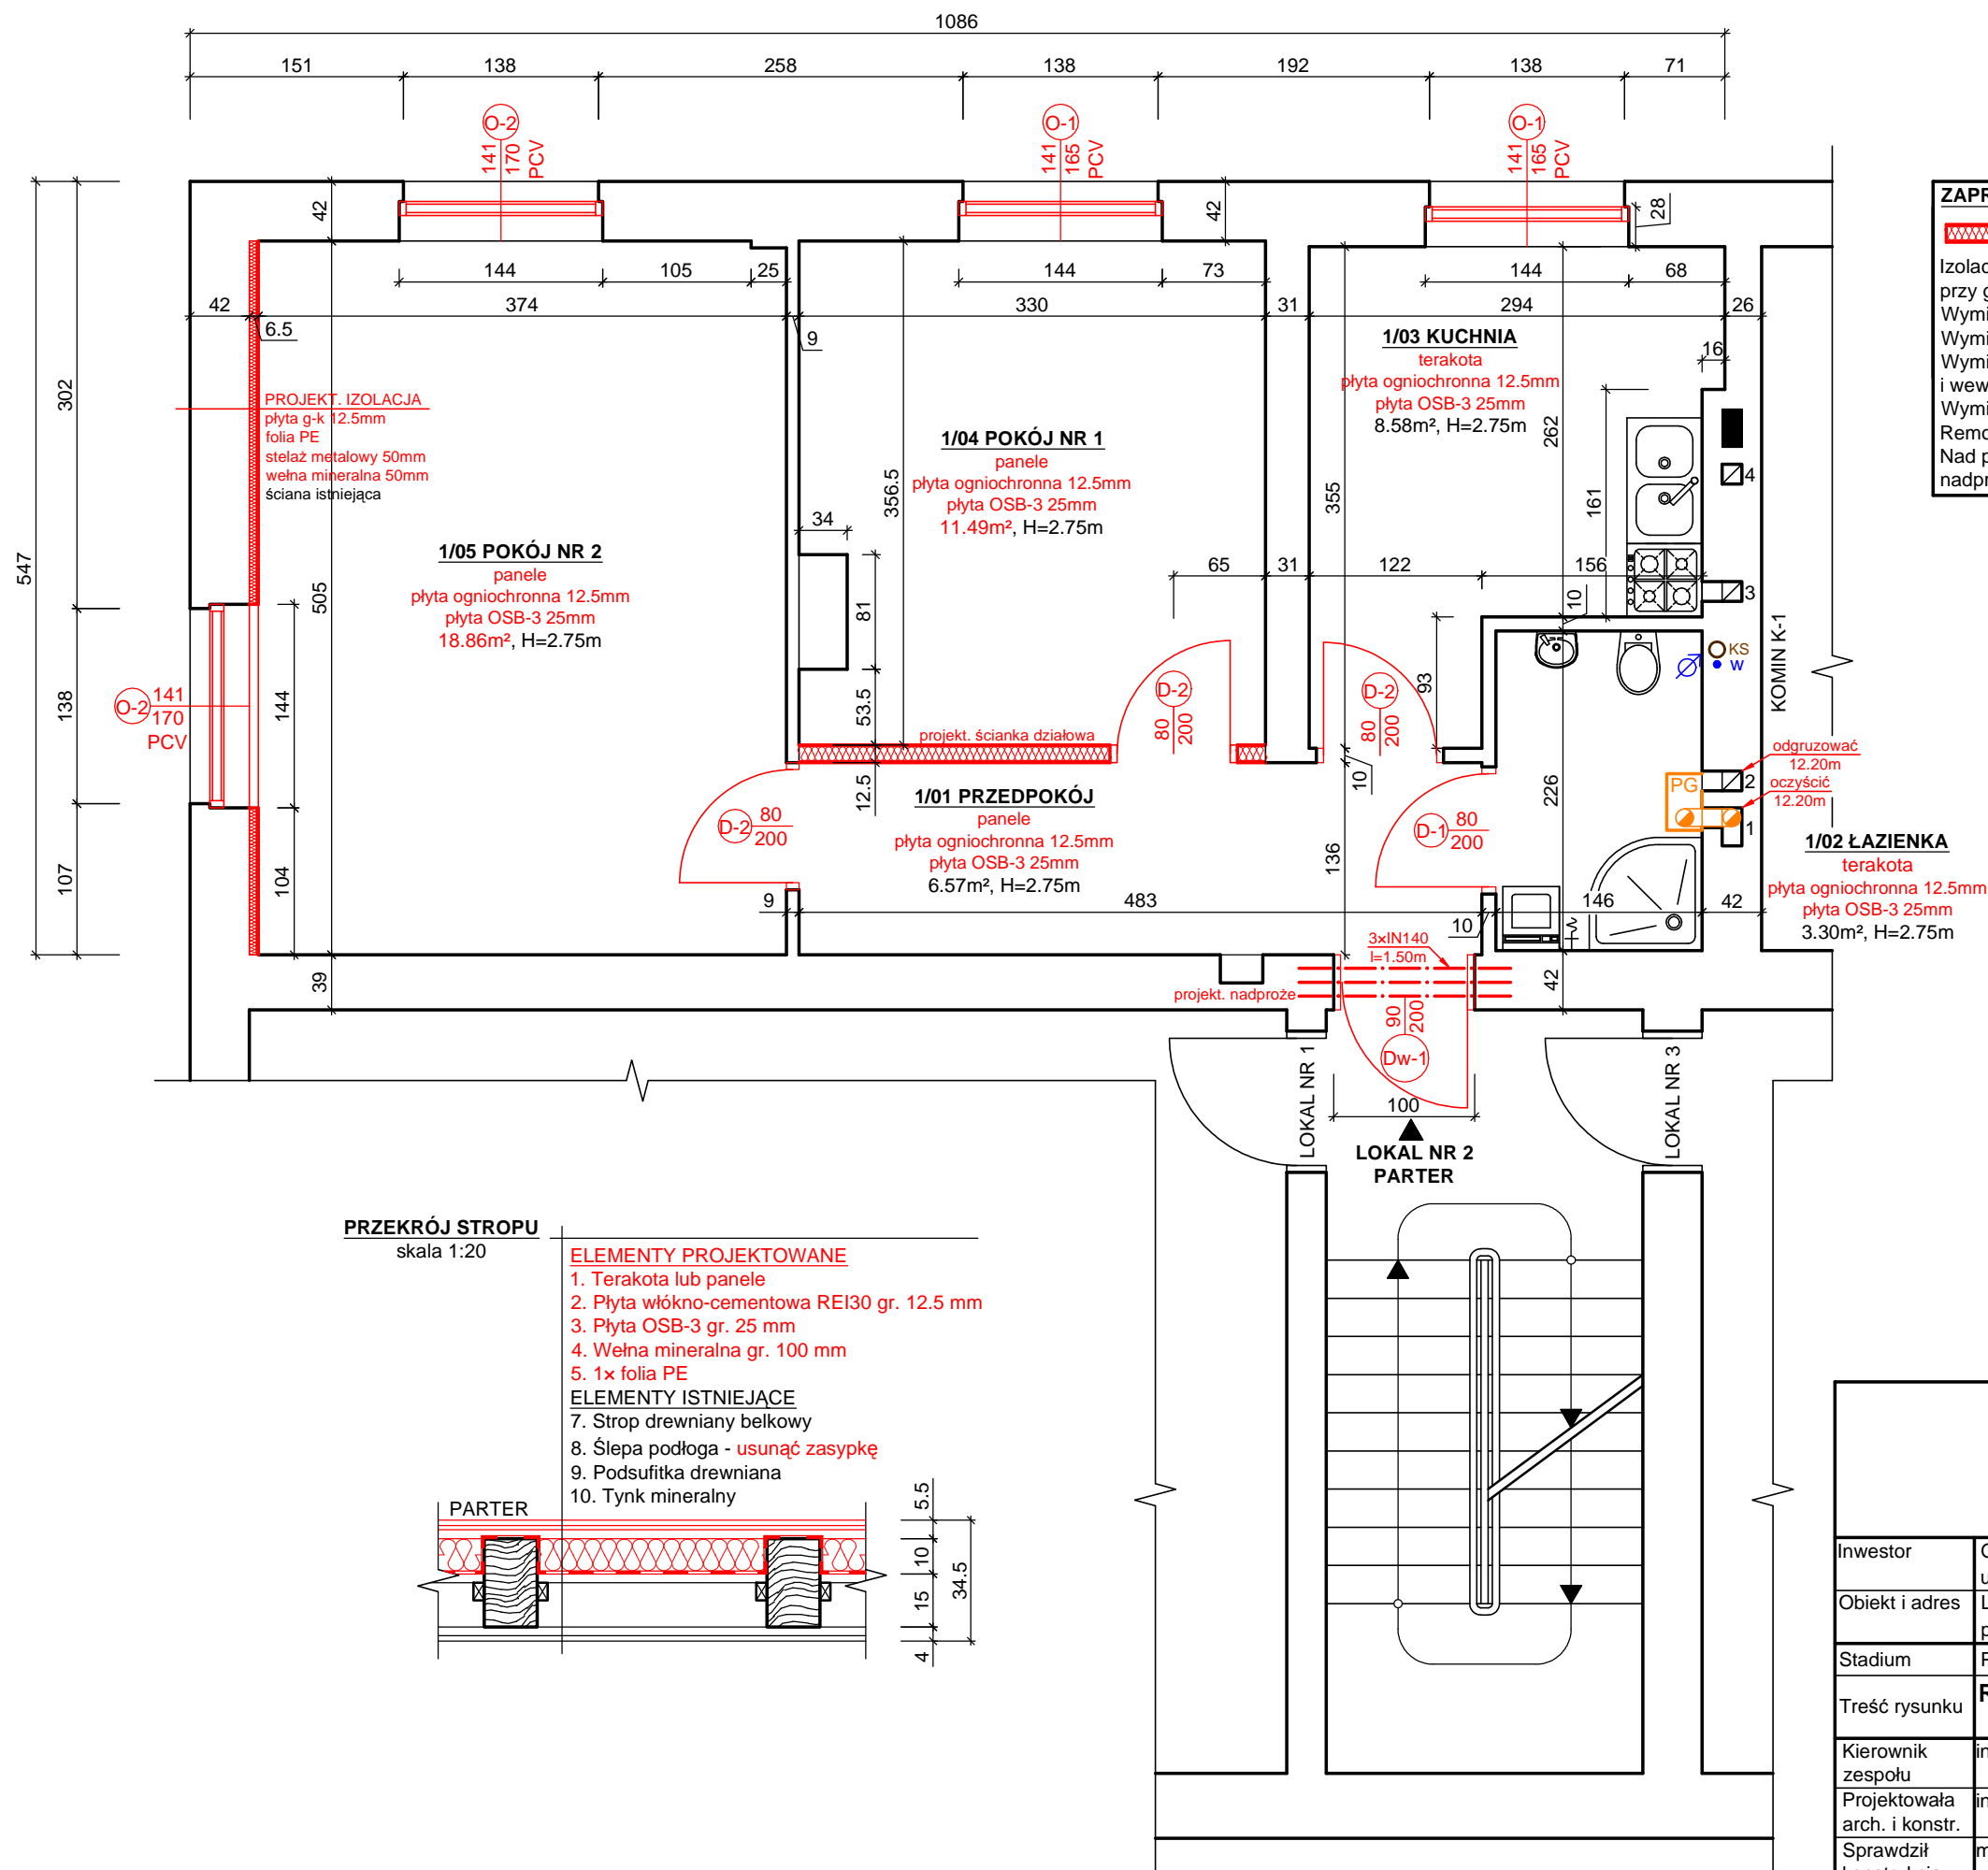 1086
151 138 258 138 192 138 71
O-2
141
170
PCV
O-1
141
165
PCV
O-1
141
165
PCV
42
42
28
144 105 25 144 73 144 68
42 374 330 31 294 26
6.5
9
16
547
302
138
107
PROJEKT. IZOLACJA
płyta g-k 12.5mm
folia PE
stelaż metalowy 50mm
wełna mineralna 50mm
ściana istniejąca
1/05 POKÓJ NR 2
panele
płyta ogniochronna 12.5mm
płyta OSB-3 25mm
18.86m², H=2.75m
505
144
104
39
O-2
141
170
PCV
1/04 POKÓJ NR 1
panele
płyta ogniochronna 12.5mm
płyta OSB-3 25mm
11.49m², H=2.75m
356.5
34
81
53.5
12.5
65 31 122 156
projekt. ścianka działowa
D-2
80
200
1/03 KUCHNIA
terakota
płyta ogniochronna 12.5mm
płyta OSB-3 25mm
8.58m², H=2.75m
355
262
161
10
93
D-2
80
200
10
4
3
2
1
KS
W
KOMIN K-1
PG
odgruzować
12.20m
oczyścić
12.20m
1/01 PRZEDPOKÓJ
panele
płyta ogniochronna 12.5mm
płyta OSB-3 25mm
6.57m², H=2.75m
D-2
80
200
D-1
80
200
136
226
9 483 10 146 42
42
1/02 ŁAZIENKA
terakota
płyta ogniochronna 12.5mm
płyta OSB-3 25mm
3.30m², H=2.75m
3×IN140
l=1.50m
projekt. nadproże
90
200
Dw-1
100
LOKAL NR 1
LOKAL NR 3
LOKAL NR 2
PARTER
PRZEKRÓJ STROPU
skala 1:20
ELEMENTY PROJEKTOWANE
1. Terakota lub panele
2. Płyta włókno-cementowa REI30 gr. 12.5 mm
3. Płyta OSB-3 gr. 25 mm
4. Wełna mineralna gr. 100 mm
5. 1× folia PE
ELEMENTY ISTNIEJĄCE
7. Strop drewniany belkowy
8. Ślepa podłoga - usunąć zasypkę
9. Podsufitka drewniana
10. Tynk mineralny
PARTER
5.5
10
15
4
34.5
przy
i
Nad
Inwestor
Obiekt i adres
Stadium
Treść rysunku
Kierownik
zespołu
Projektowała
arch. i konstr.
Sprawdził